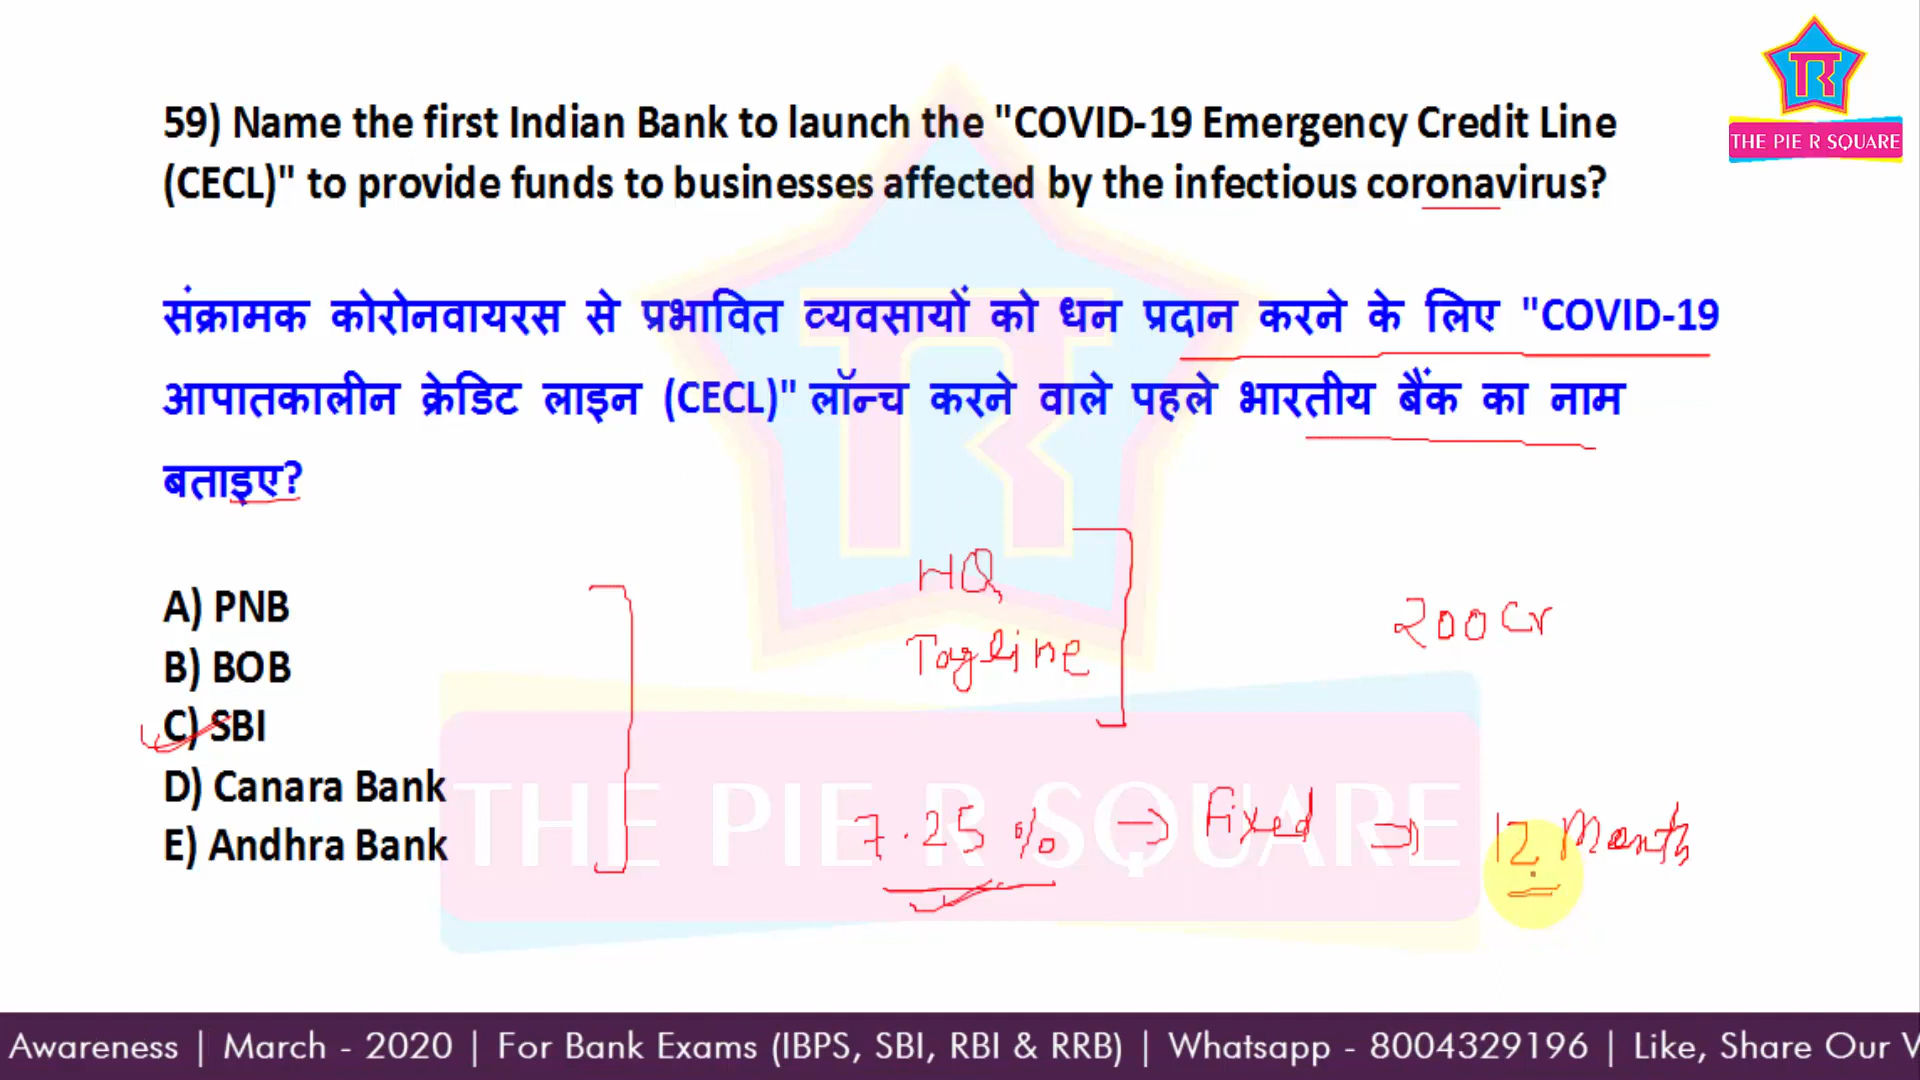 THE PIE R SQUARE
59) Name the first Indian Bank to launch the "COVID-19 Emergency Credit Line
(CECL)" to provide funds to businesses affected by the infectious coronavirus?
संक्रामक कोरोनवायरस से प्रभावित व्यवसायों को धन प्रदान करने के लिए "COVID-19
आपातकालीन क्रेडिट लाइन (CECL)" लॉन्च करने वाले पहले भारतीय बैंक का नाम
बताइए?
HQ
Tagline
200 Cr
A) PNB
B) BOB
C) SBI
D) Canara Bank
E) Andhra Bank
7.25 % → Fixed ⇒ 12 Month
THE PIE R SQUARE
Awareness | March - 2020 | For Bank Exams (IBPS, SBI, RBI & RRB) | Whatsapp - 8004329196 | Like, Share Our V